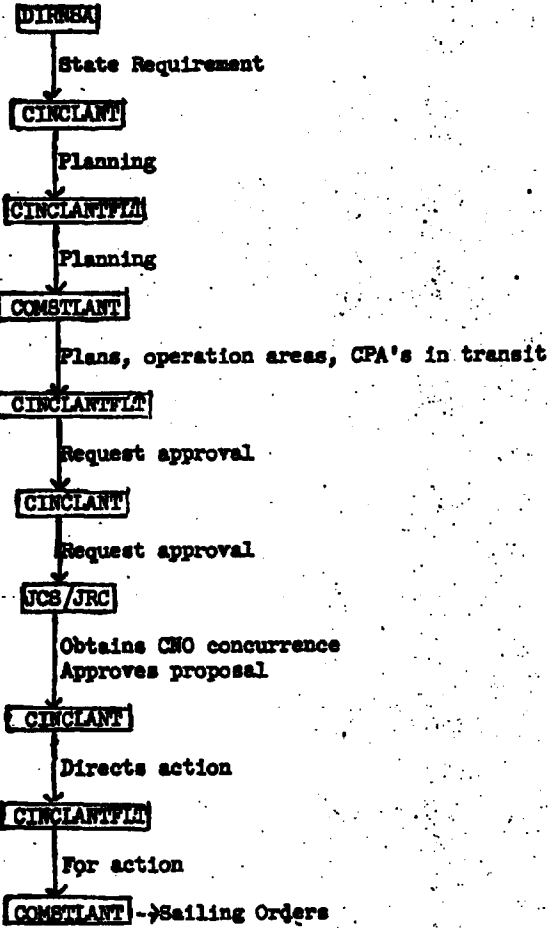 DIRNSA
State Requirement
CINCLANT
Planning
CINCLANTFLT
Planning
COMSTLANT
Plans, operation areas, CPA's in transit
CINCLANTFLT
Request approval
CINCLANT
Request approval
JCS/JRC
Obtains CNO concurrence
Approves proposal
CINCLANT
Directs action
CINCLANTFLT
For action
COMSTLANT → Sailing Orders